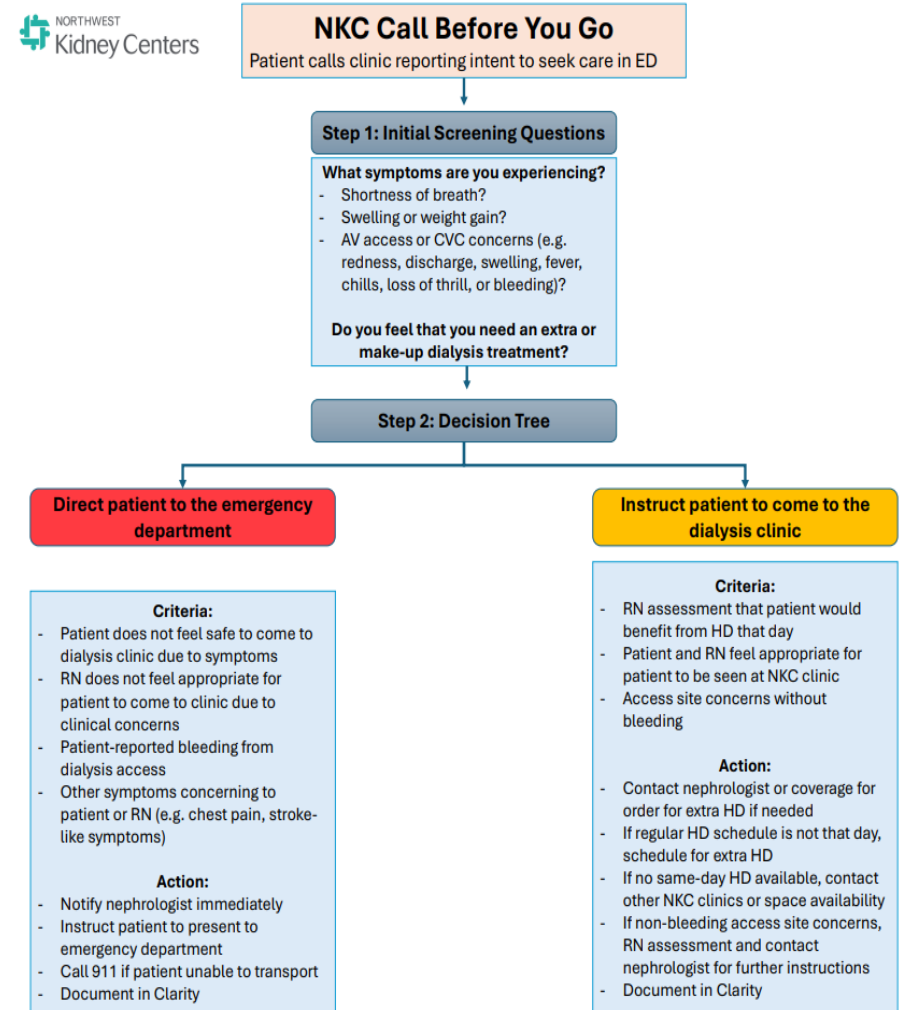 NORTHWEST
Kidney Centers
NKC Call Before You Go
Patient calls clinic reporting intent to seek care in ED
Step 1: Initial Screening Questions
What symptoms are you experiencing?
- Shortness of breath?
- Swelling or weight gain?
- AV access or CVC concerns (e.g.
redness, discharge, swelling, fever,
chills, loss of thrill, or bleeding)?
Do you feel that you need an extra or
make-up dialysis treatment?
Step 2: Decision Tree
Direct patient to the emergency
department
Criteria:
- Patient does not feel safe to come to
dialysis clinic due to symptoms
- RN does not feel appropriate for
patient to come to clinic due to
clinical concerns
- Patient-reported bleeding from
dialysis access
- Other symptoms concerning to
patient or RN (e.g. chest pain, stroke-
like symptoms)
Action:
- Notify nephrologist immediately
- Instruct patient to present to
emergency department
- Call 911 if patient unable to transport
- Document in Clarity
Instruct patient to come to the
dialysis clinic
Criteria:
- RN assessment that patient would
benefit from HD that day
- Patient and RN feel appropriate for
patient to be seen at NKC clinic
- Access site concerns without
bleeding
Action:
- Contact nephrologist or coverage for
order for extra HD if needed
- If regular HD schedule is not that day,
schedule for extra HD
- If no same-day HD available, contact
other NKC clinics or space availability
- If non-bleeding access site concerns,
RN assessment and contact
nephrologist for further instructions
- Document in Clarity